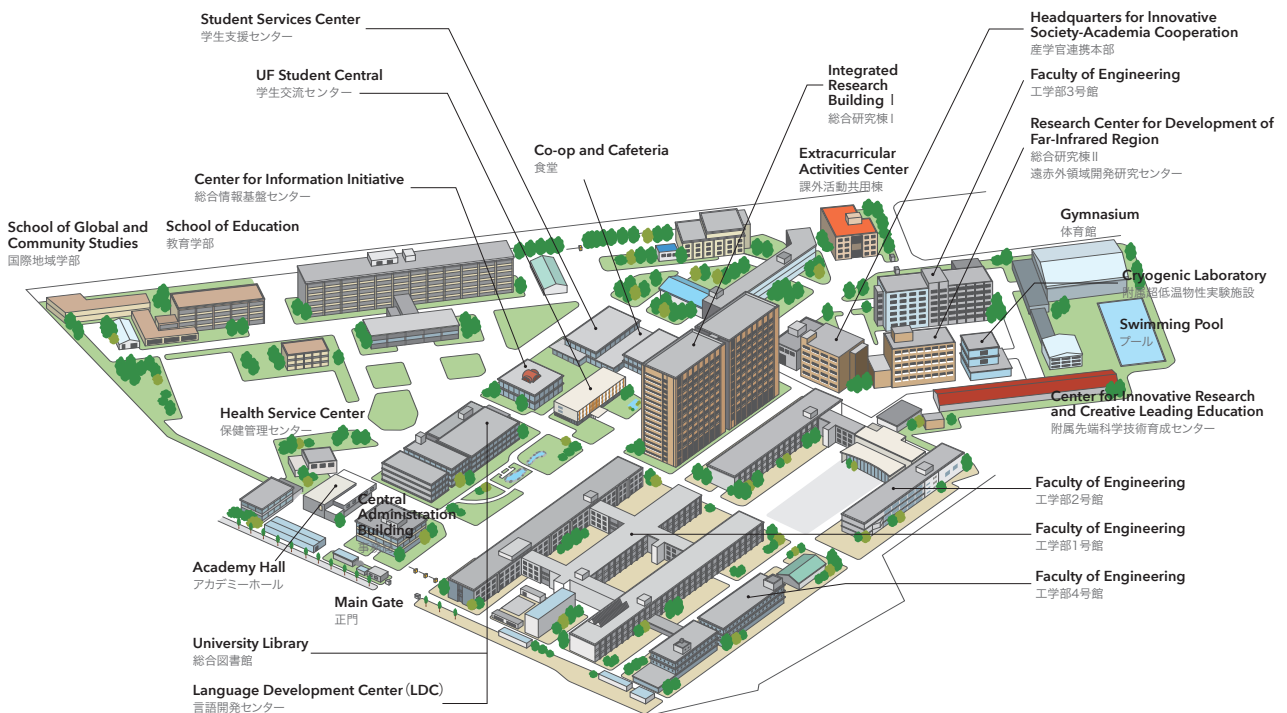 Student Services Center
学生支援センター
UF Student Central
学生交流センター
Center for Information Initiative
総合情報基盤センター
School of Global and
Community Studies
国際地域学部
School of Education
教育学部
Co-op and Cafeteria
食堂
Integrated
Research
Building Ⅰ
総合研究棟Ⅰ
Extracurricular
Activities Center
課外活動共用棟
Headquarters for Innovative
Society-Academia Cooperation
産学官連携本部
Faculty of Engineering
工学部3号館
Research Center for Development of
Far-Infrared Region
総合研究棟Ⅱ
遠赤外領域開発研究センター
Gymnasium
体育館
Cryogenic Laboratory
附属超低温物性実験施設
Swimming Pool
プール
Center for Innovative Research
and Creative Leading Education
附属先端科学技術育成センター
Health Service Center
保健管理センター
Central
Administration
Building
Academy Hall
アカデミーホール
Main Gate
正門
University Library
総合図書館
Language Development Center（LDC）
言語開発センター
Faculty of Engineering
工学部2号館
Faculty of Engineering
工学部1号館
Faculty of Engineering
工学部4号館